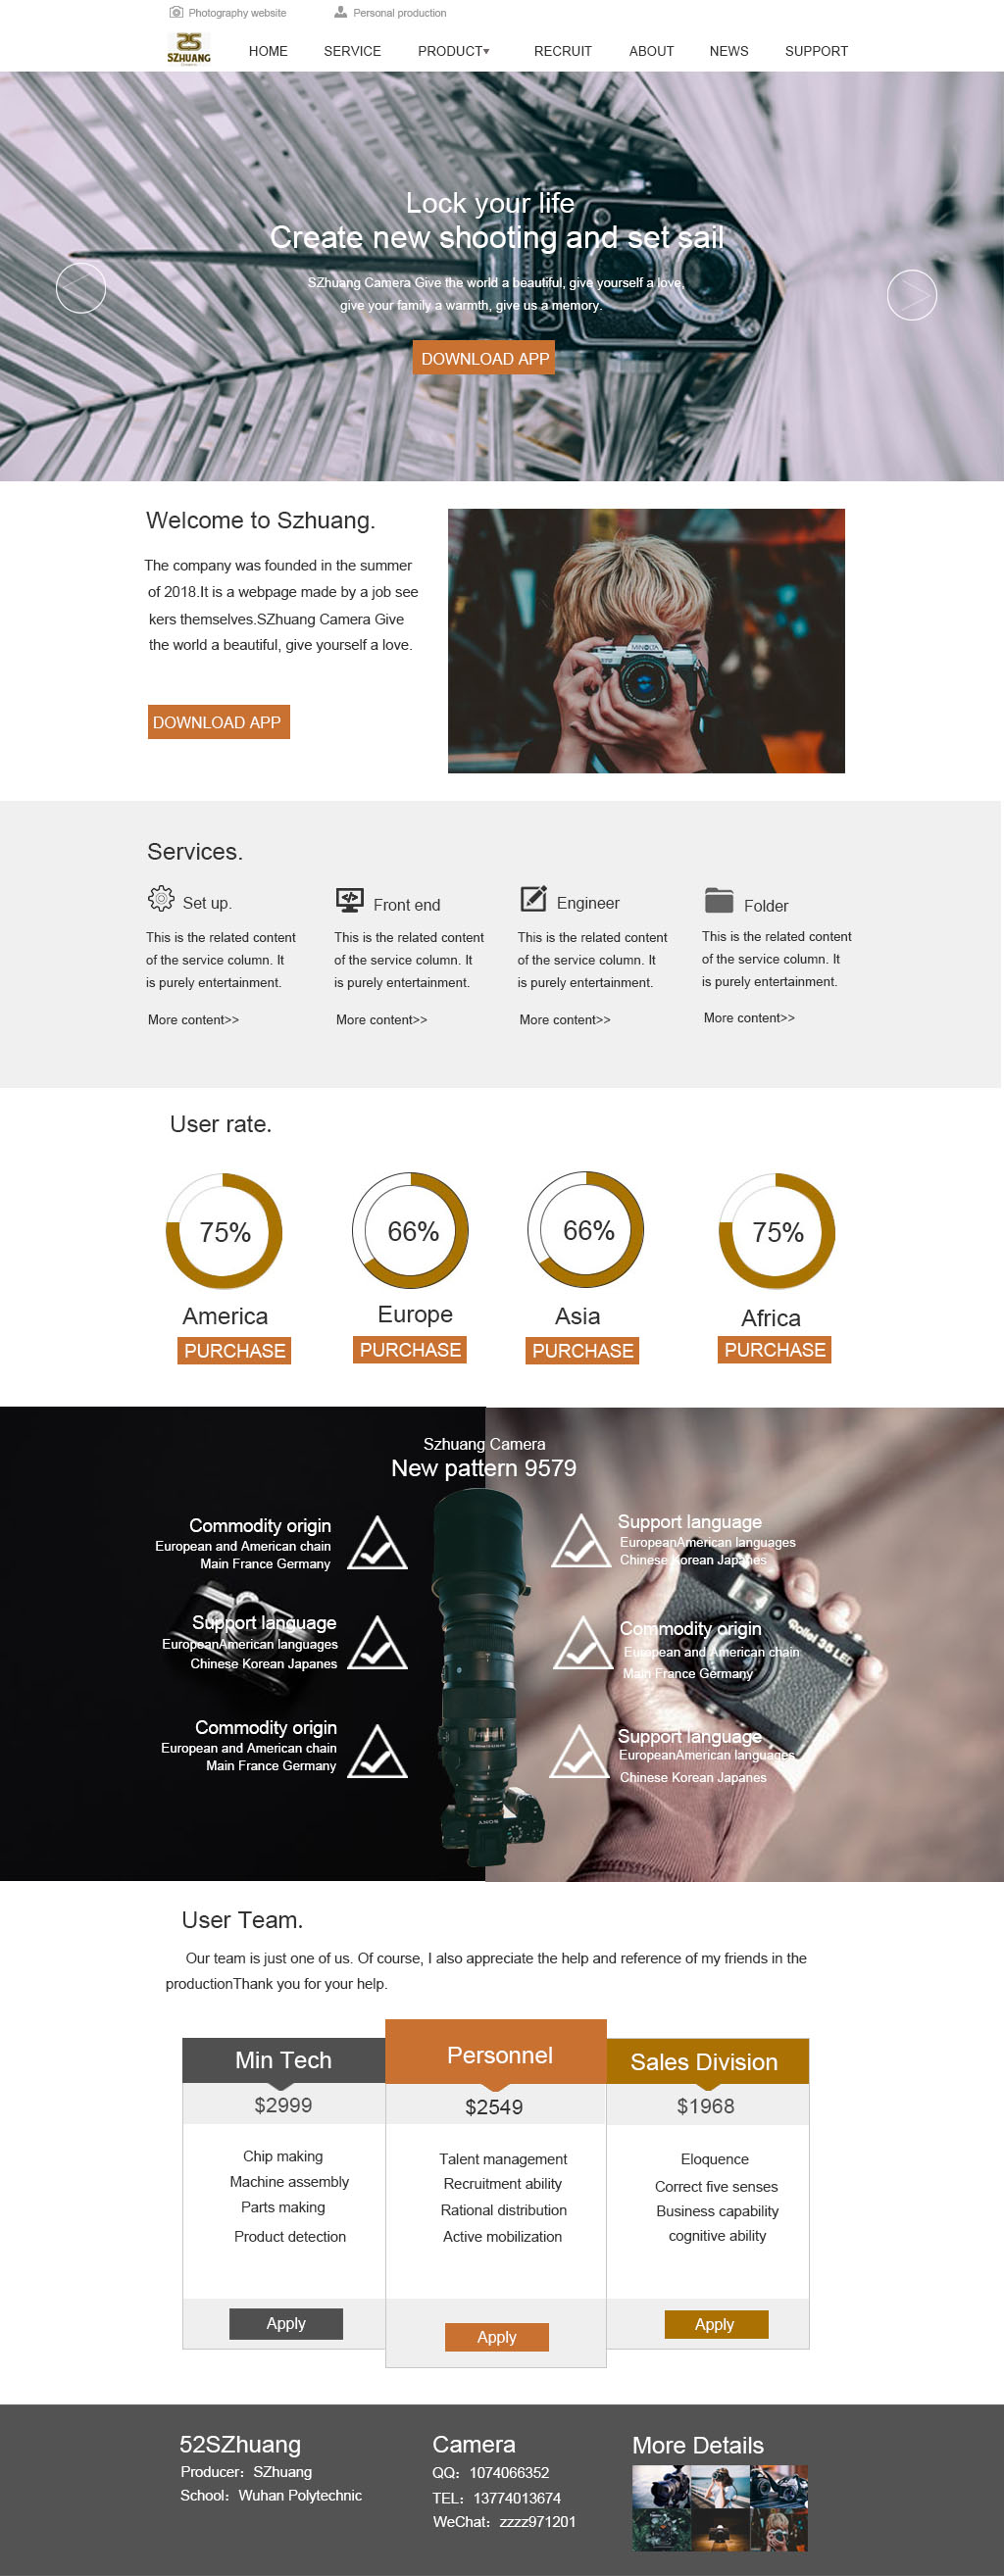 Photography website
Personal production
SZHUANG
HOME
SERVICE
PRODUCT▾
RECRUIT
ABOUT
NEWS
SUPPORT
Lock your life
Create new shooting and set sail
SZhuang Camera Give the world a beautiful, give yourself a love,
give your family a warmth, give us a memory.
DOWNLOAD APP
Welcome to Szhuang.
The company was founded in the summer
of 2018.It is a webpage made by a job see
kers themselves.SZhuang Camera Give
the world a beautiful, give yourself a love.
DOWNLOAD APP
MINOLTA
Services.
Set up.
This is the related content
of the service column. It
is purely entertainment.
More content>>
Front end
This is the related content
of the service column. It
is purely entertainment.
More content>>
Engineer
This is the related content
of the service column. It
is purely entertainment.
More content>>
Folder
This is the related content
of the service column. It
is purely entertainment.
More content>>
User rate.
75%
66%
66%
75%
America
Europe
Asia
Africa
PURCHASE
PURCHASE
PURCHASE
PURCHASE
Szhuang Camera
New pattern 9579
Commodity origin
European and American chain
Main France Germany
Support language
EuropeanAmerican languages
Chinese Korean Japanes
Commodity origin
European and American chain
Main France Germany
Support language
EuropeanAmerican languages
Chinese Korean Japanes
Commodity origin
European and American chain
Main France Germany
Support language
EuropeanAmerican languages
Chinese Korean Japanes
Rollei 35 LED
SONY
User Team.
Our team is just one of us. Of course, I also appreciate the help and reference of my friends in the
productionThank you for your help.
Min Tech
$2999
Chip making
Machine assembly
Parts making
Product detection
Apply
Personnel
$2549
Talent management
Recruitment ability
Rational distribution
Active mobilization
Apply
Sales Division
$1968
Eloquence
Correct five senses
Business capability
cognitive ability
Apply
52SZhuang
Producer：SZhuang
School：Wuhan Polytechnic
Camera
QQ：1074066352
TEL：13774013674
WeChat：zzzz971201
More Details